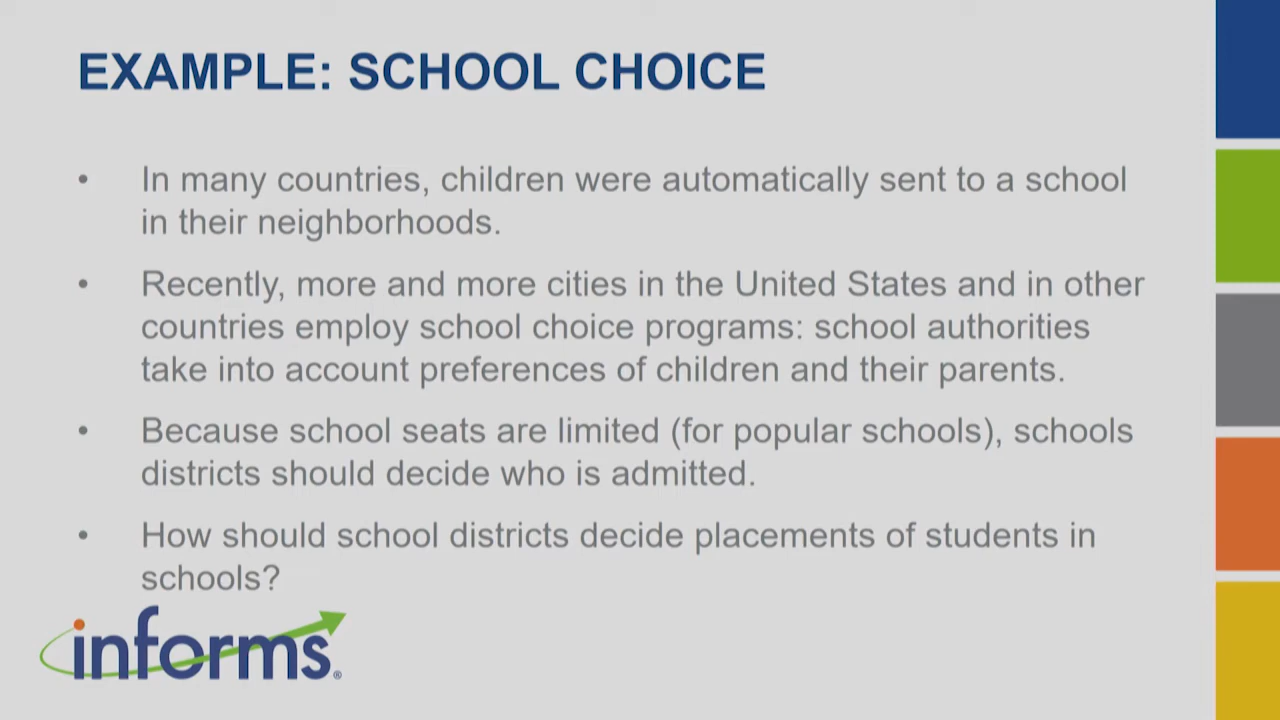 EXAMPLE: SCHOOL CHOICE
• In many countries, children were automatically sent to a school
in their neighborhoods.
• Recently, more and more cities in the United States and in other
countries employ school choice programs: school authorities
take into account preferences of children and their parents.
• Because school seats are limited (for popular schools), schools
districts should decide who is admitted.
• How should school districts decide placements of students in
schools?
informs®